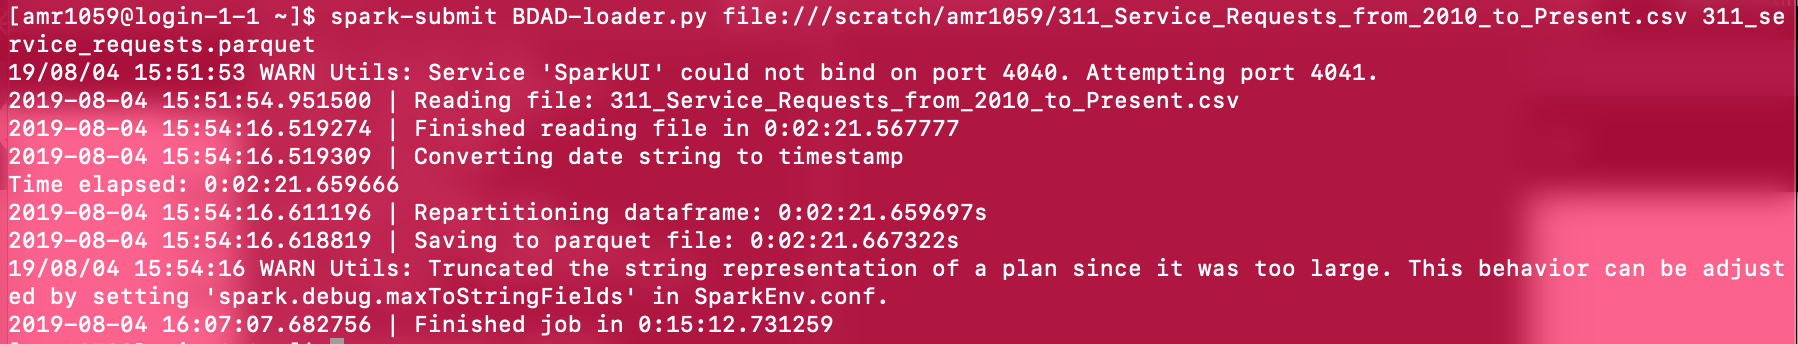 [amr1059@login-1-1 ~]$ spark-submit BDAD-loader.py file:///scratch/amr1059/311_Service_Requests_from_2010_to_Present.csv 311_se
rvice_requests.parquet
19/08/04 15:51:53 WARN Utils: Service 'SparkUI' could not bind on port 4040. Attempting port 4041.
2019-08-04 15:51:54.951500 | Reading file: 311_Service_Requests_from_2010_to_Present.csv
2019-08-04 15:54:16.519274 | Finished reading file in 0:02:21.567777
2019-08-04 15:54:16.519309 | Converting date string to timestamp
Time elapsed: 0:02:21.659666
2019-08-04 15:54:16.611196 | Repartitioning dataframe: 0:02:21.659697s
2019-08-04 15:54:16.618819 | Saving to parquet file: 0:02:21.667322s
19/08/04 15:54:16 WARN Utils: Truncated the string representation of a plan since it was too large. This behavior can be adjust
ed by setting 'spark.debug.maxToStringFields' in SparkEnv.conf.
2019-08-04 16:07:07.682756 | Finished job in 0:15:12.731259